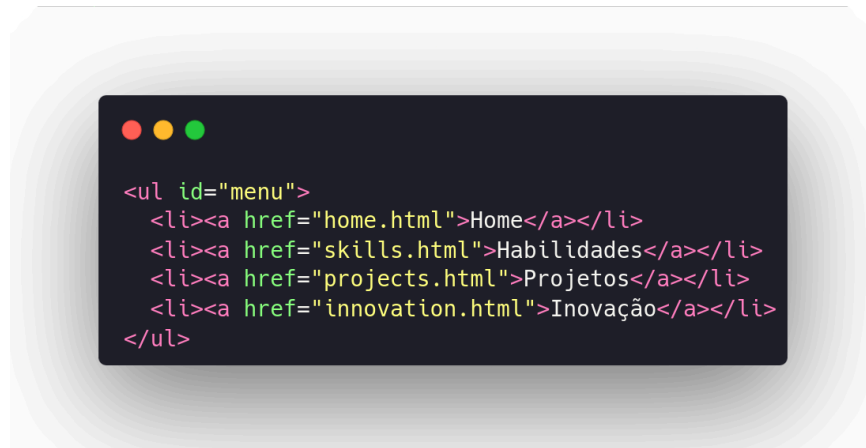 <ul id="menu">
  <li><a href="home.html">Home</a></li>
  <li><a href="skills.html">Habilidades</a></li>
  <li><a href="projects.html">Projetos</a></li>
  <li><a href="innovation.html">Inovação</a></li>
</ul>